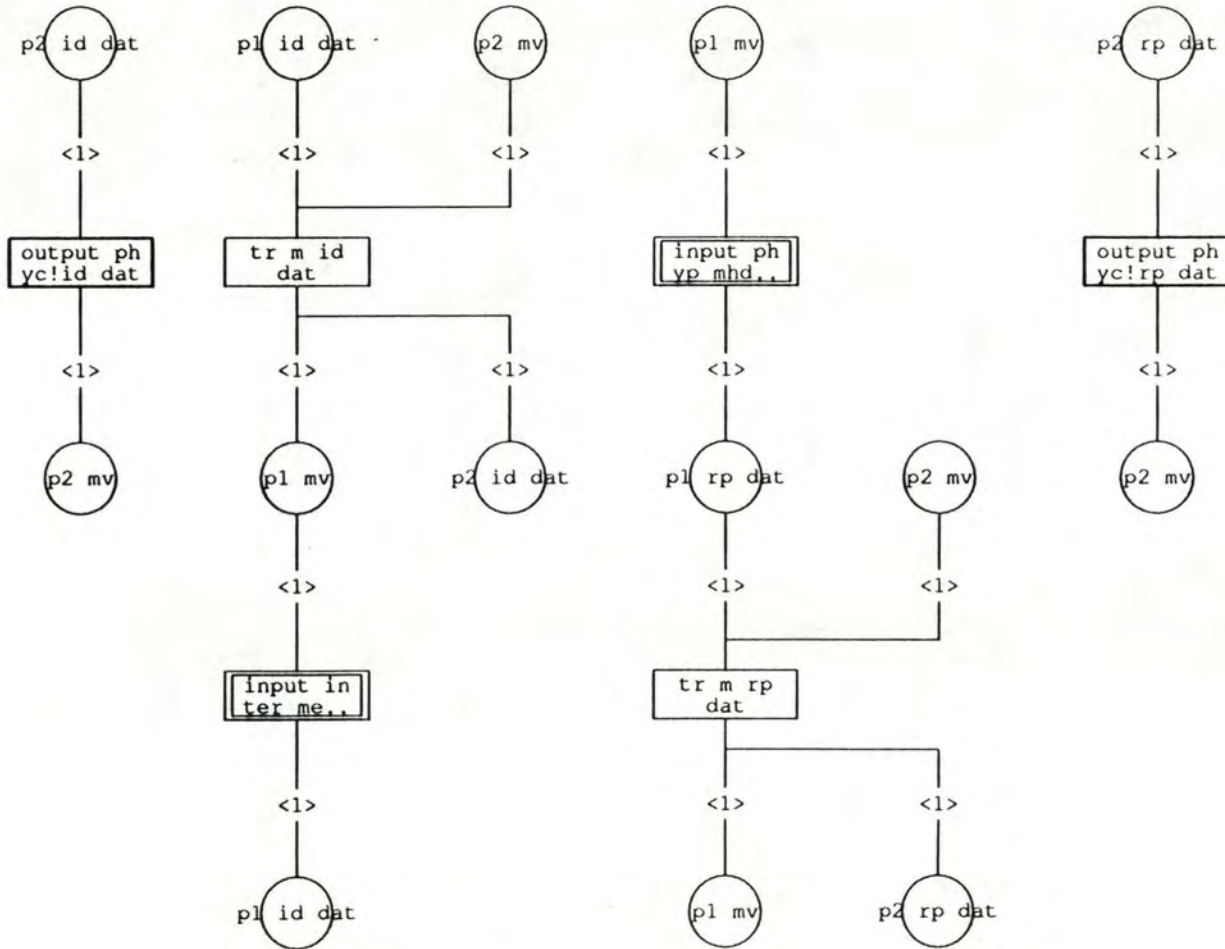 p2 id dat
p1 id dat
p2 mv
p1 mv
p2 rp dat
<1>
<1>
<1>
<1>
<1>
output ph
yc!id dat
tr m id
dat
input ph
yp mhd..
output ph
yc!rp dat
<1>
<1>
<1>
<1>
<1>
p2 mv
p1 mv
p2 id dat
p1 rp dat
p2 mv
p2 mv
<1>
<1>
<1>
input in
ter me..
tr m rp
dat
<1>
<1>
<1>
p1 id dat
p1 mv
p2 rp dat